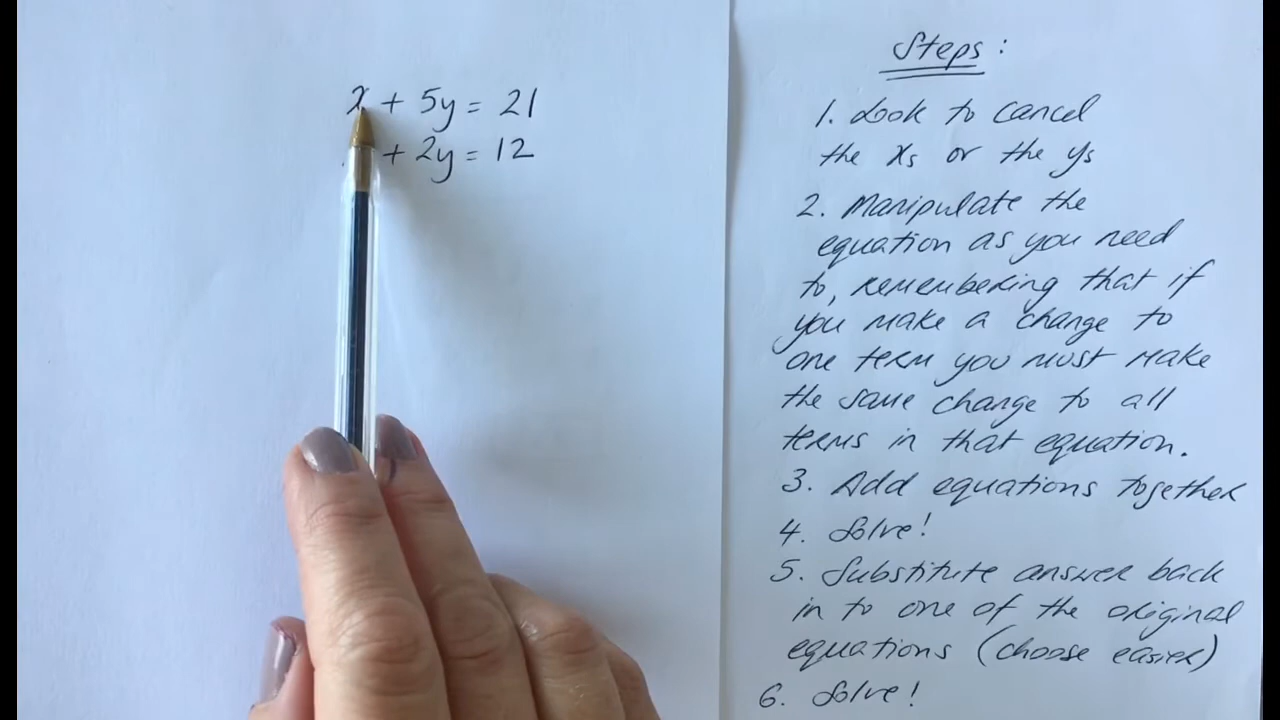 x + 5y = 21
+ 2y = 12
Steps :
1. Look to cancel
the xs or the ys
2. Manipulate the
equation as you need
to, remembering that if
you make a change to
one term you must make
the same change to all
terms in that equation.
3. Add equations together
4. Solve!
5. Substitute answer back
in to one of the original
equations (choose easier)
6. Solve!